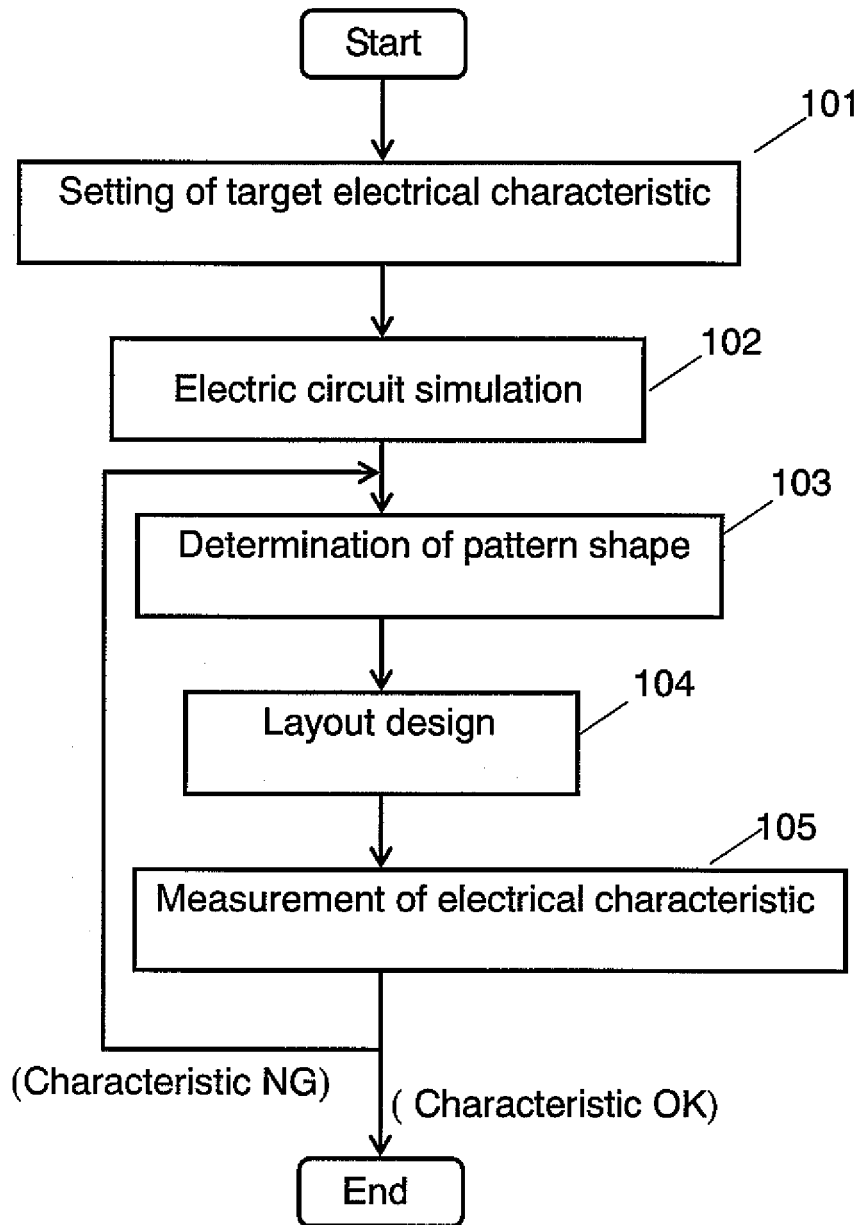 Start
101
Setting of target electrical characteristic
102
Electric circuit simulation
103
Determination of pattern shape
104
Layout design
105
Measurement of electrical characteristic
(Characteristic NG)
( Characteristic OK)
End